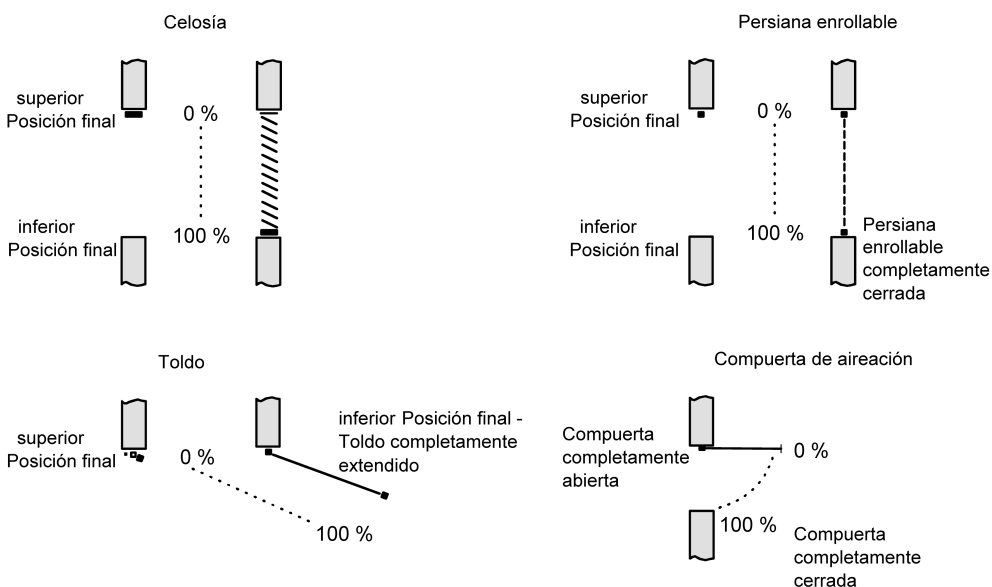 Celosía
superior
Posición final
0 %
inferior
Posición final
100 %
Persiana enrollable
superior
Posición final
0 %
inferior
Posición final
100 %
Persiana
enrollable
completamente
cerrada
Toldo
superior
Posición final
0 %
100 %
inferior Posición final -
Toldo completamente
extendido
Compuerta de aireación
Compuerta
completamente
abierta
0 %
100 %
Compuerta
completamente
cerrada